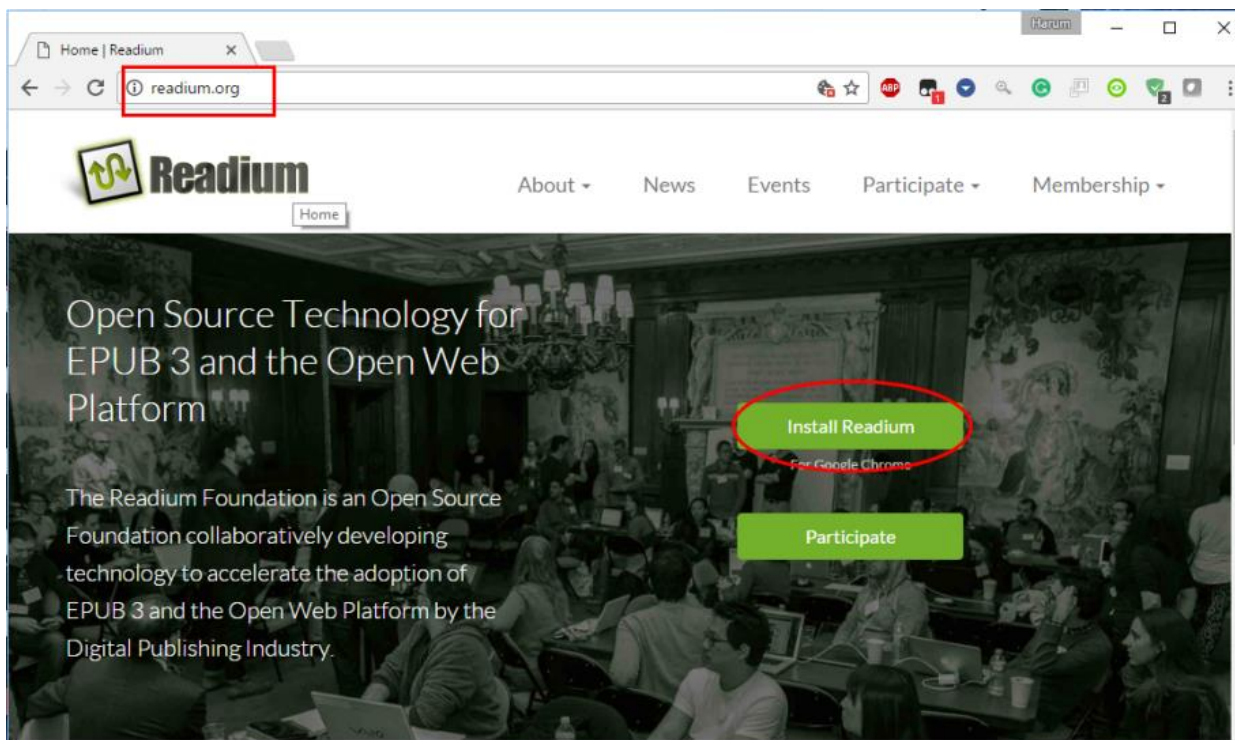 Harum
Home | Readium
readium.org
ABP
1
2
Readium
About
News
Events
Participate
Membership
Home
Open Source Technology for
EPUB 3 and the Open Web
Platform
Install Readium
For Google Chrome
The Readium Foundation is an Open Source
Foundation collaboratively developing
technology to accelerate the adoption of
EPUB 3 and the Open Web Platform by the
Digital Publishing Industry.
Participate